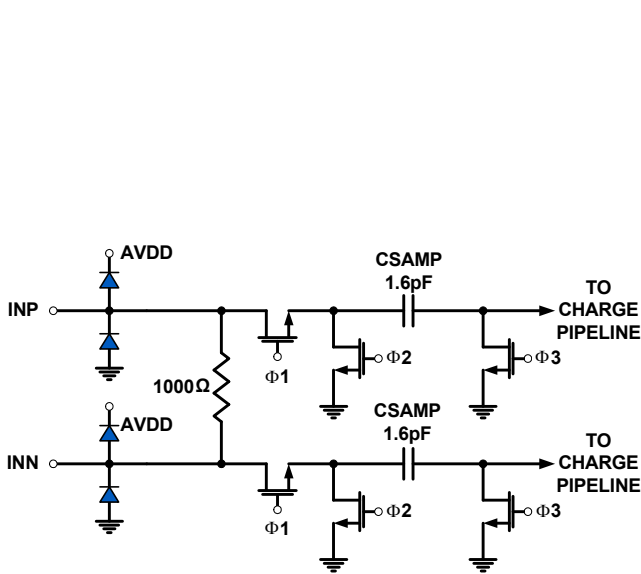 AVDD
CSAMP
1.6pF
INP
TO
CHARGE
PIPELINE
Φ2
Φ3
Φ1
1000Ω
AVDD
CSAMP
1.6pF
INN
TO
CHARGE
PIPELINE
Φ2
Φ3
Φ1